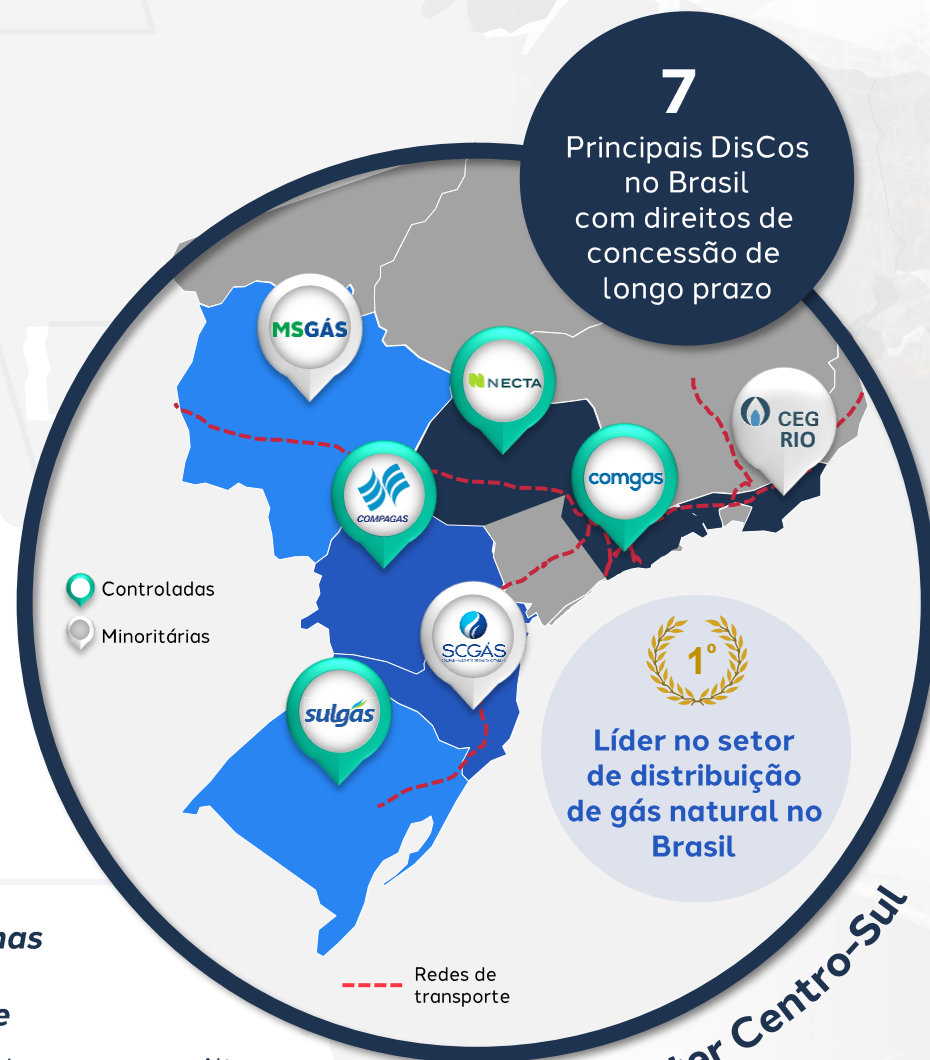 7
Principais DisCos
no Brasil
com direitos de
concessão de
longo prazo
MSGÁS
NECTA
CEG
RIO
comgas
COMPAGAS
Controladas
Minoritárias
SCGÁS
sulgás
1º
Líder no setor
de distribuição
de gás natural no
Brasil
Redes de
transporte
Centro-Sul